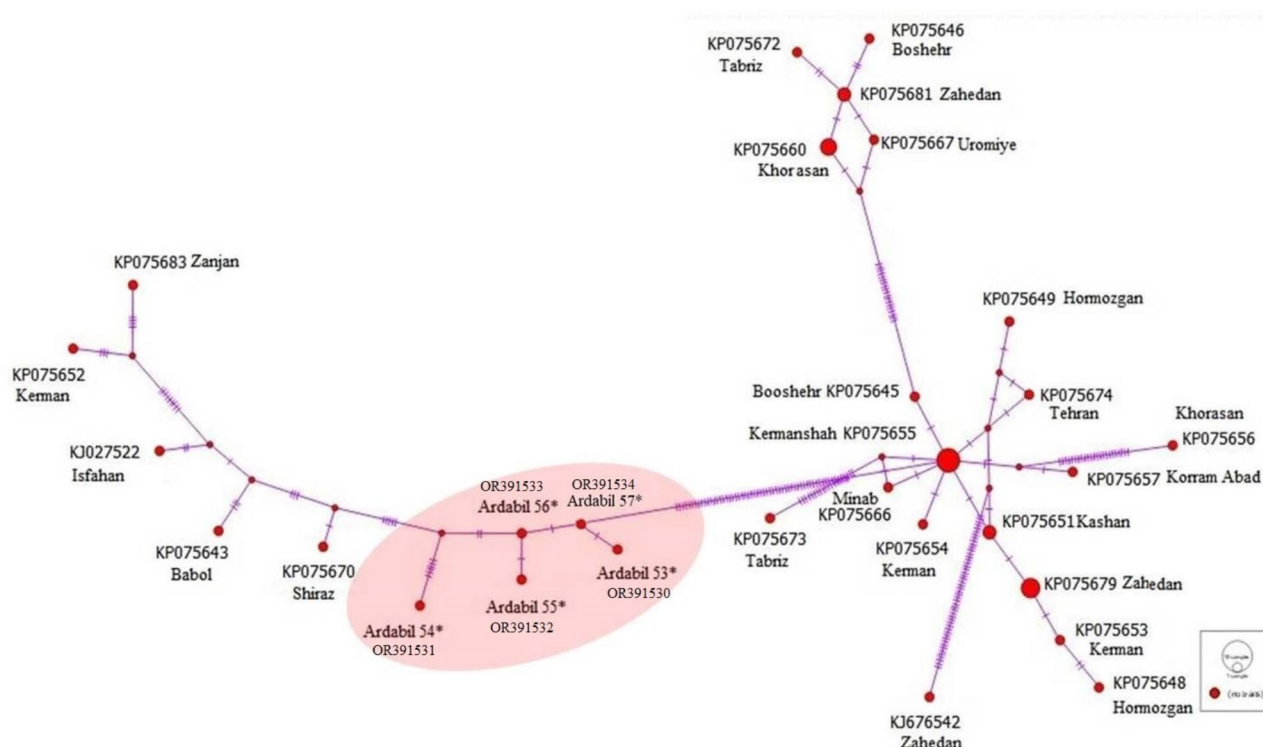 KP075646
Boshehr
KP075672
Tabriz
KP075681 Zahedan
KP075660
Khorasan
KP075667 Uromiye
KP075683 Zanjan
KP075649 Hormozgan
KP075652
Kerman
Booshehr KP075645
KP075674
Tehran
Khorasan
KP075656
Kermanshah KP075655
KJ027522
Isfahan
KP075657 Korram Abad
OR391533
Ardabil 56*
OR391534
Ardabil 57*
Minab
KP075666
KP075651 Kashan
KP075643
Babol
KP075670
Shiraz
KP075673
Tabriz
KP075654
Kerman
Ardabil 53*
OR391530
KP075679 Zahedan
Ardabil 55*
OR391532
Ardabil 54*
OR391531
KP075653
Kerman
KP075648
Hormozgan
KJ676542
Zahedan